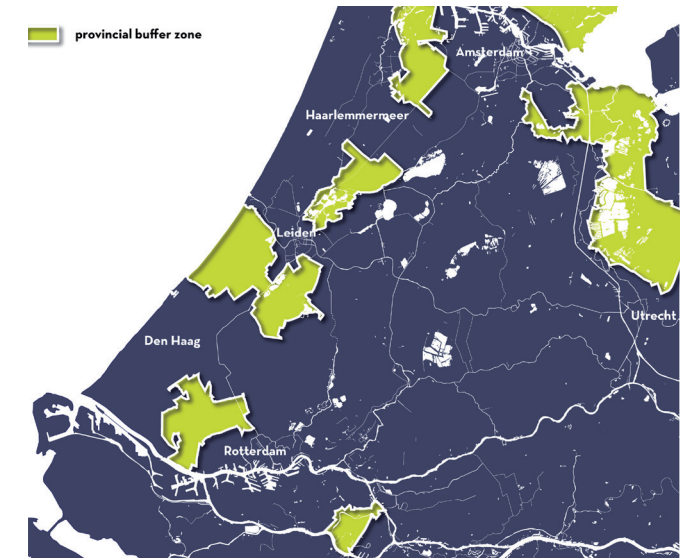 provincial buffer zone
Amsterdam
Haarlemmermeer
Leiden
Utrecht
Den Haag
Rotterdam